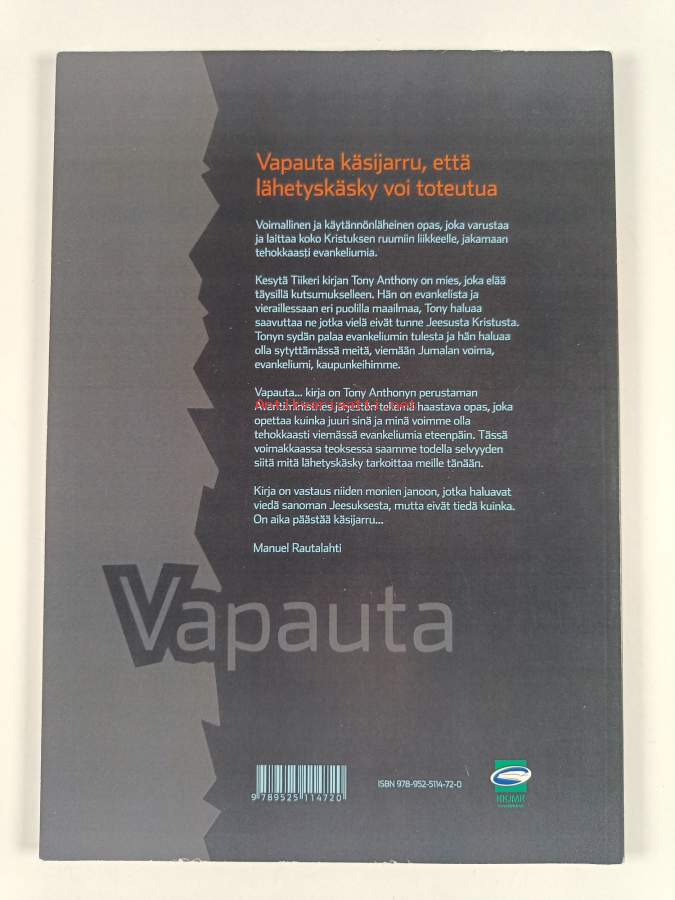 Vapauta käsijarru, että
lähetyskäsky voi toteutua
Voimallinen ja käytännönläheinen opas, joka varustaa
ja laittaa koko Kristuksen ruumiin liikkeelle, jakamaan
tehokkaasti evankeliumia.
Kesytä Tiikeri kirjan Tony Anthony on mies, joka elää
täysillä kutsumukselleen. Hän on evankelista ja
vieraillessaan eri puolilla maailmaa, Tony haluaa
saavuttaa ne jotka vielä eivät tunne Jeesusta Kristusta.
Tonyn sydän palaa evankeliumin tulesta ja hän haluaa
olla sytyttämässä meitä, viemään Jumalan voima,
evankeliumi, kaupunkeihimme.
Vapauta... kirja on Tony Anthonyn perustaman
järjestön tekemä haastava opas, joka
opettaa kuinka juuri sinä ja minä voimme olla
tehokkaasti viemässä evankeliumia eteenpäin. Tässä
voimakkaassa teoksessa saamme todella selvyyden
siitä mitä lähetyskäsky tarkoittaa meille tänään.
Kirja on vastaus niiden monien janoon, jotka haluavat
viedä sanoman Jeesuksesta, mutta eivät tiedä kuinka.
On aika päästää käsijarru...
Manuel Rautalahti
Vapauta
ISBN 978-952-5114-72-0
9 789525 114720
KKJMK